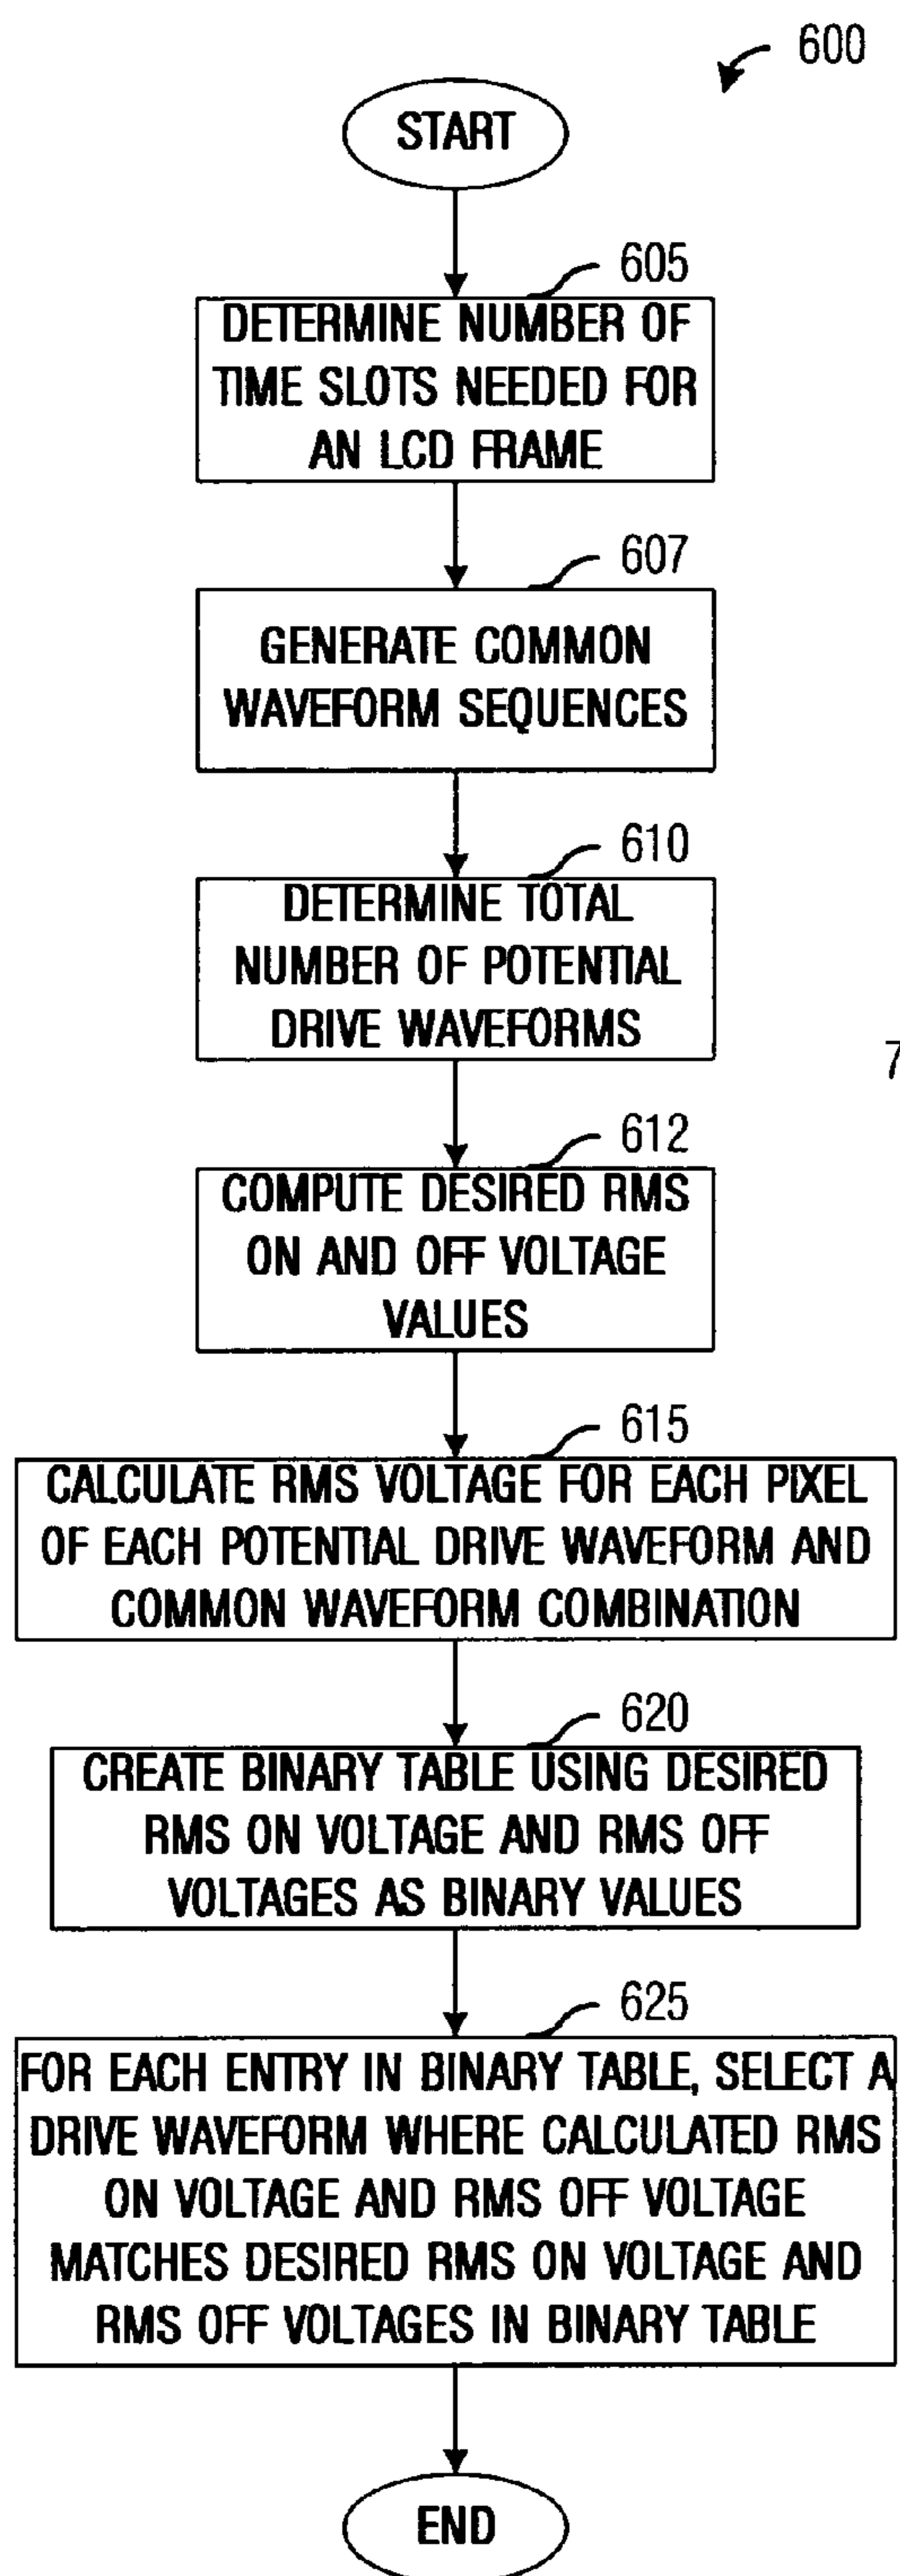 600
START
605
DETERMINE NUMBER OF
TIME SLOTS NEEDED FOR
AN LCD FRAME
607
GENERATE COMMON
WAVEFORM SEQUENCES
610
DETERMINE TOTAL
NUMBER OF POTENTIAL
DRIVE WAVEFORMS
7
612
COMPUTE DESIRED RMS
ON AND OFF VOLTAGE
VALUES
615
CALCULATE RMS VOLTAGE FOR EACH PIXEL
OF EACH POTENTIAL DRIVE WAVEFORM AND
COMMON WAVEFORM COMBINATION
620
CREATE BINARY TABLE USING DESIRED
RMS ON VOLTAGE AND RMS OFF
VOLTAGES AS BINARY VALUES
625
FOR EACH ENTRY IN BINARY TABLE, SELECT A
DRIVE WAVEFORM WHERE CALCULATED RMS
ON VOLTAGE AND RMS OFF VOLTAGE
MATCHES DESIRED RMS ON VOLTAGE AND
RMS OFF VOLTAGES IN BINARY TABLE
END